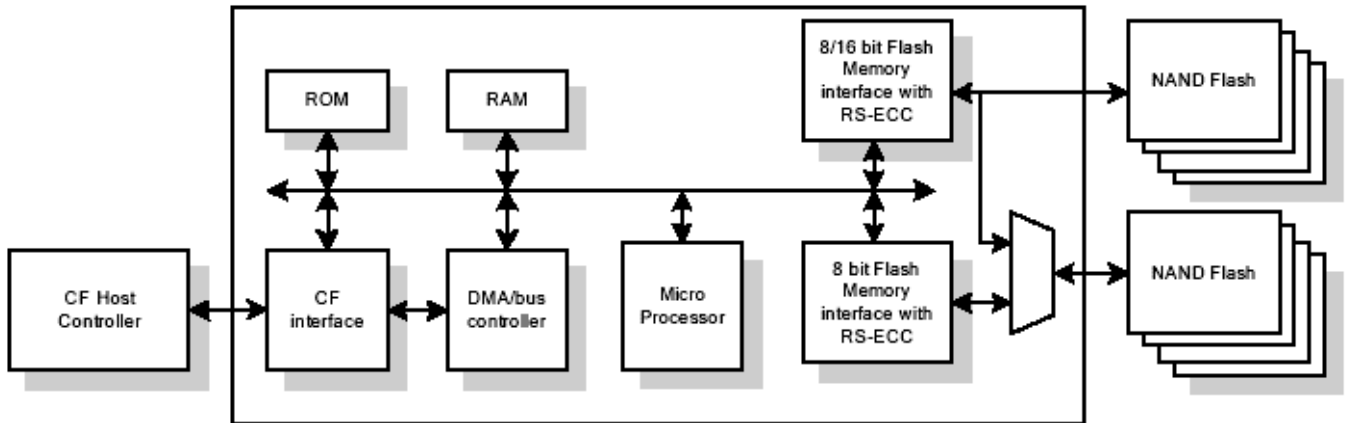 8/16 bit Flash
Memory
interface with
RS-ECC
NAND Flash
ROM
RAM
CF Host
Controller
CF
interface
DMA/bus
controller
Micro
Processor
8 bit Flash
Memory
interface with
RS-ECC
NAND Flash